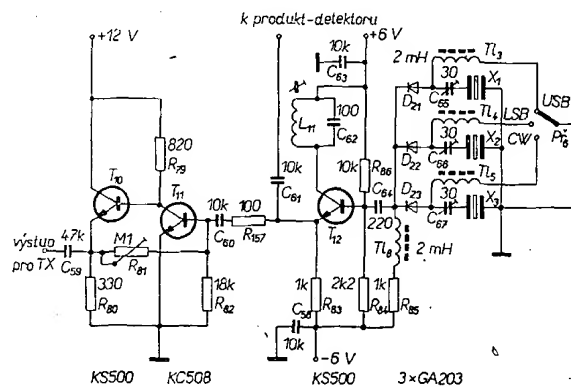 k produkt-detektoru
+12 V
+6 V
10k
C63
2 mH
Tl3
30
X1
D21
C65
USB
L11
100
C62
Tl4
LSB
30
X2
Př6
CW
D22
C66
820
R79
10k
R86
10k
C61
Tl5
C64
D23
30
X3
220
C67
T10
T11
10k
C60
100
R157
T12
výstup
pro TX
47k
C59
M1
R81
Tl6
2 mH
330
R80
18k
R82
1k
R83
2k2
R84
1k
R85
C58
10k
-6 V
KS500 KC508 KS500 3×GA203